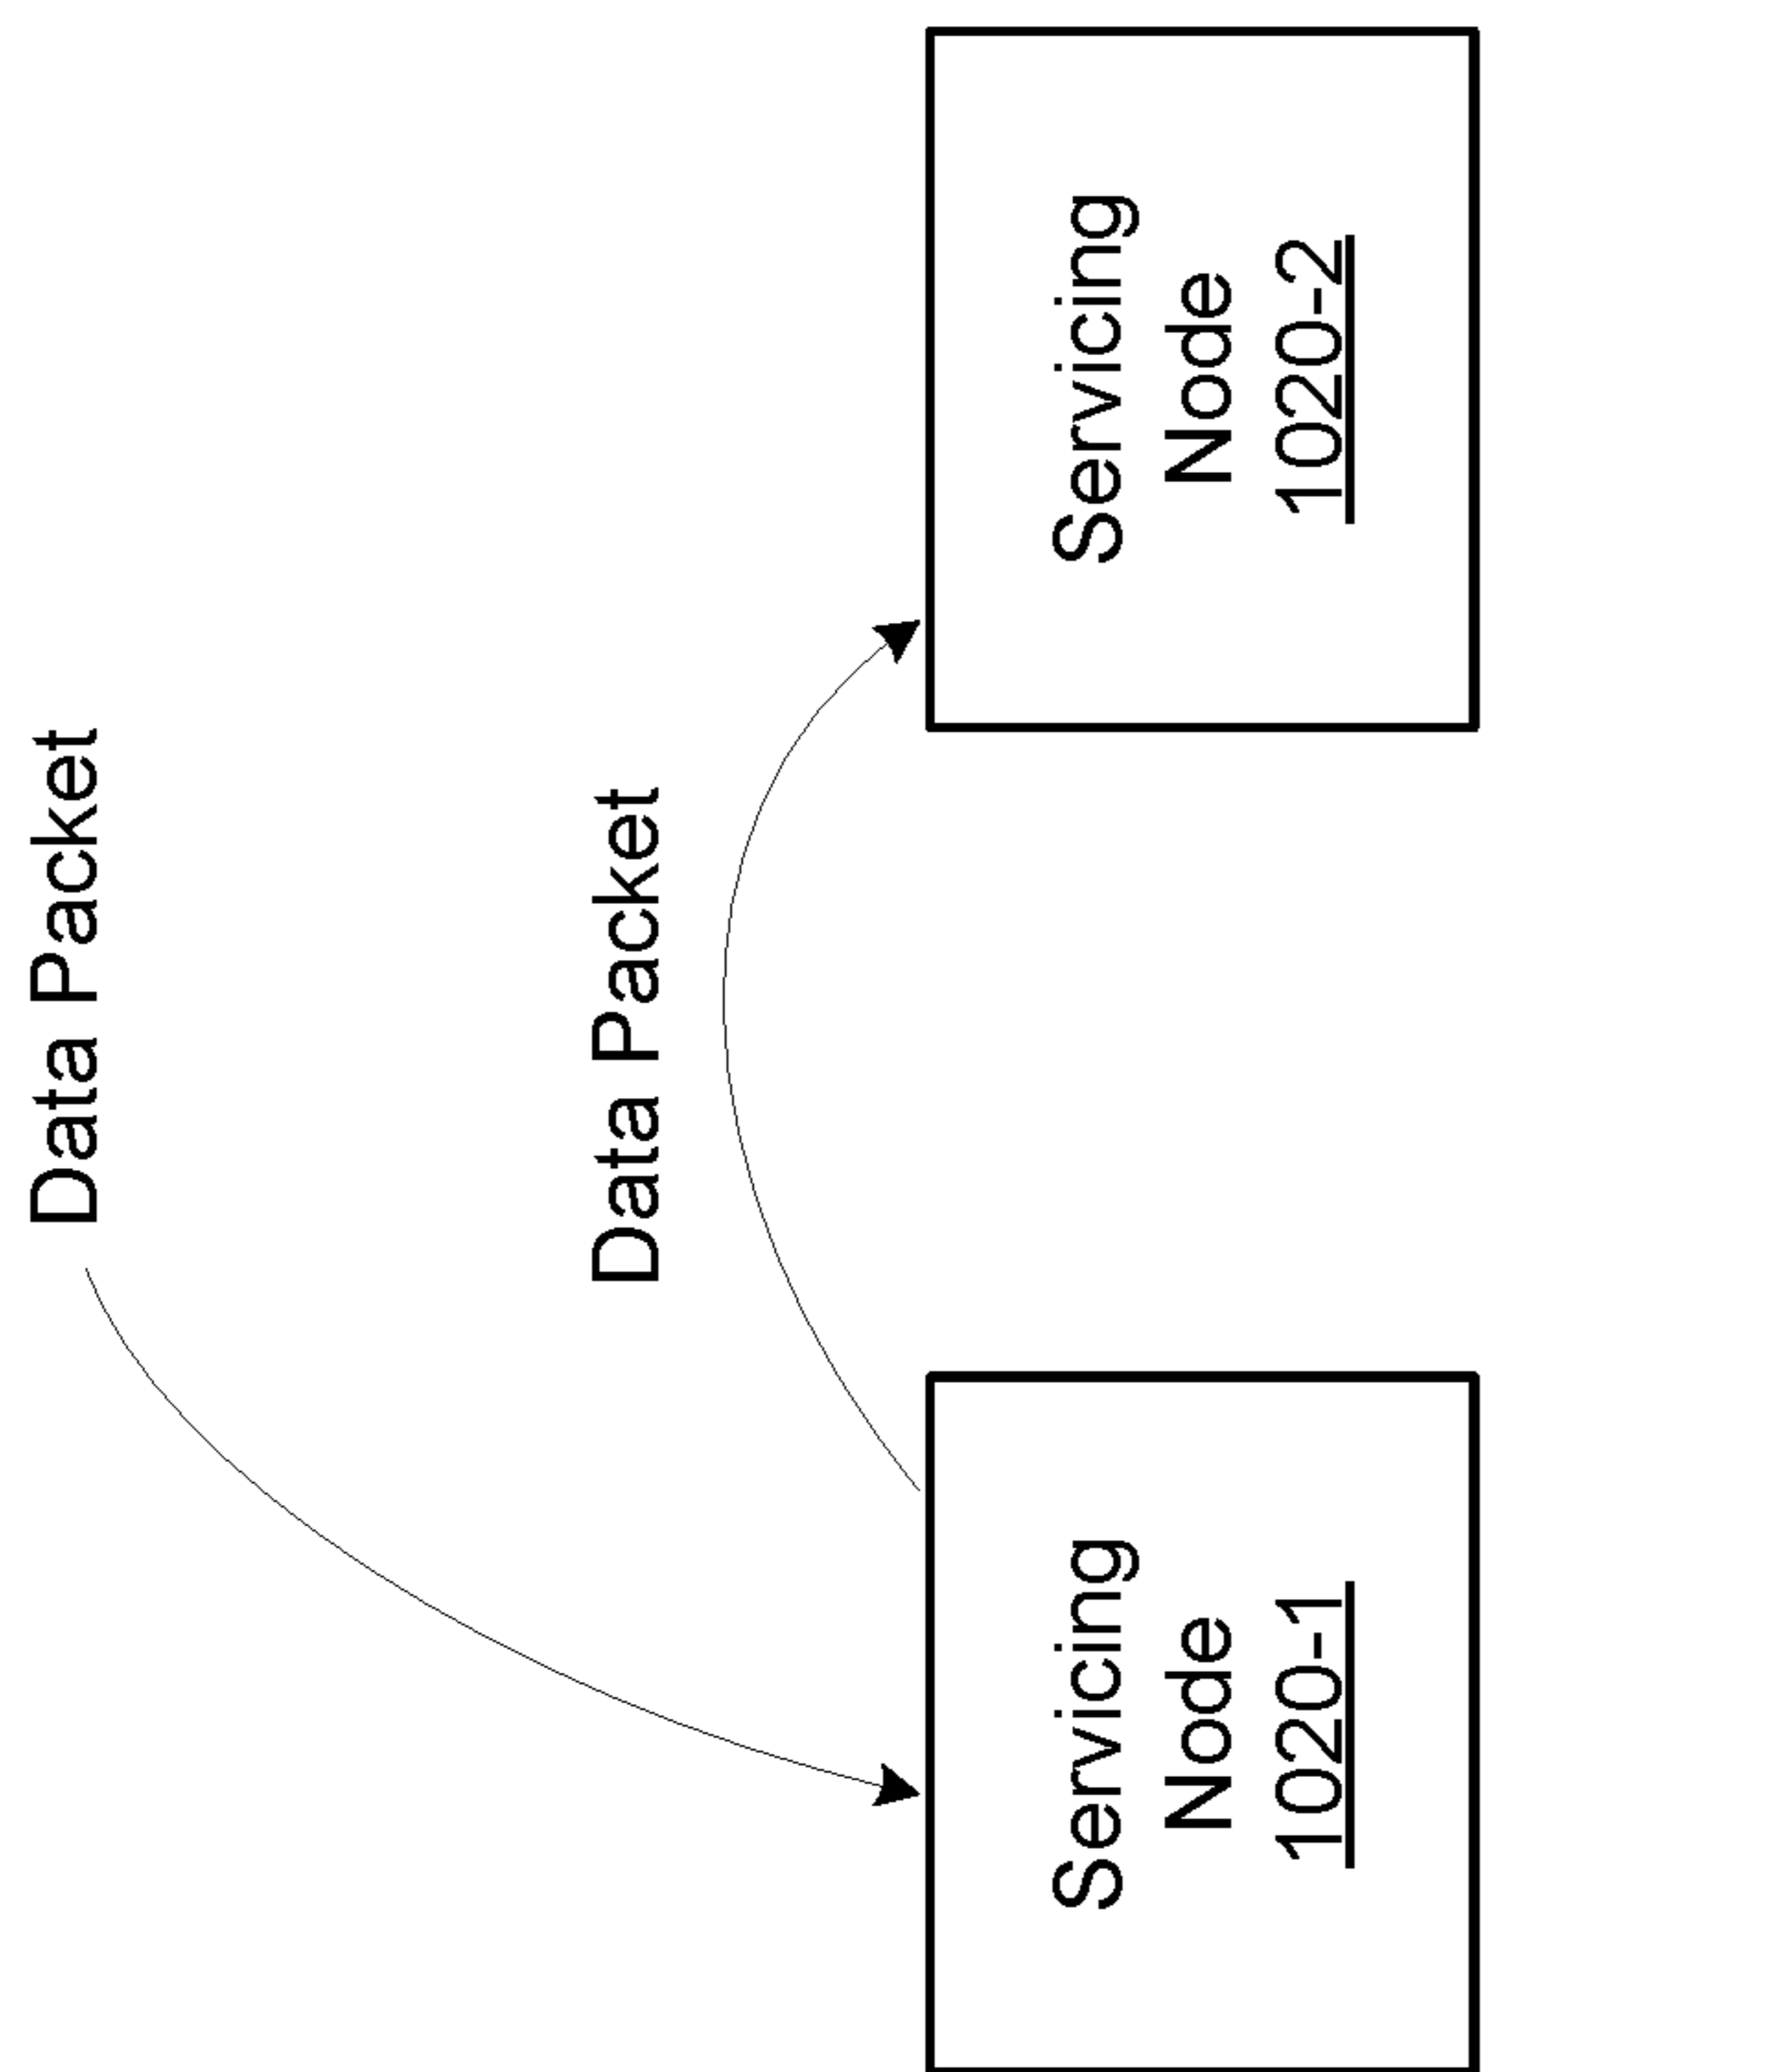 Data Packet
Data Packet
Servicing
Node
1020-1
Servicing
Node
1020-2